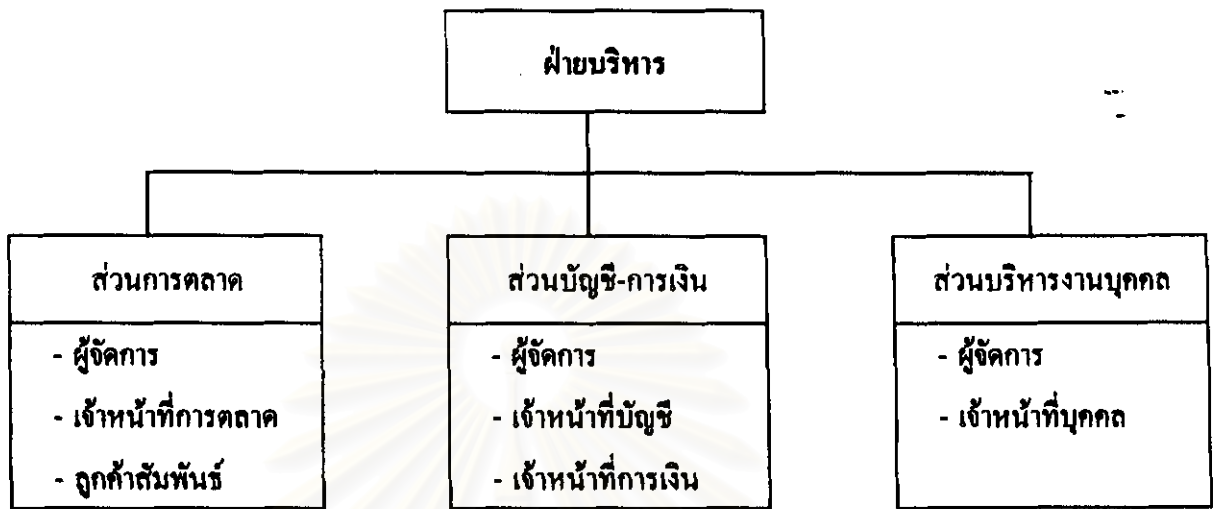 ฝ่ายบริหาร
ส่วนการตลาด
- ผู้จัดการ
- เจ้าหน้าที่การตลาด
- ลูกค้าสัมพันธ์
ส่วนบัญชี-การเงิน
- ผู้จัดการ
- เจ้าหน้าที่บัญชี
- เจ้าหน้าที่การเงิน
ส่วนบริหารงานบุคคล
- ผู้จัดการ
- เจ้าหน้าที่บุคคล